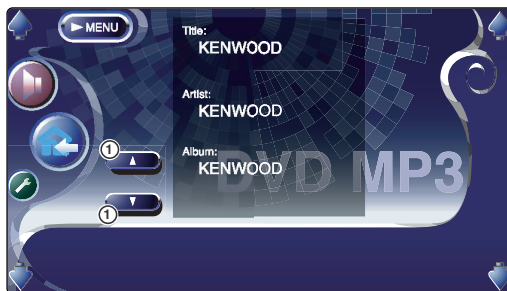 ►MENU
Title:
KENWOOD
Artist:
KENWOOD
1
Album:
KENWOOD
DVD MP3
1